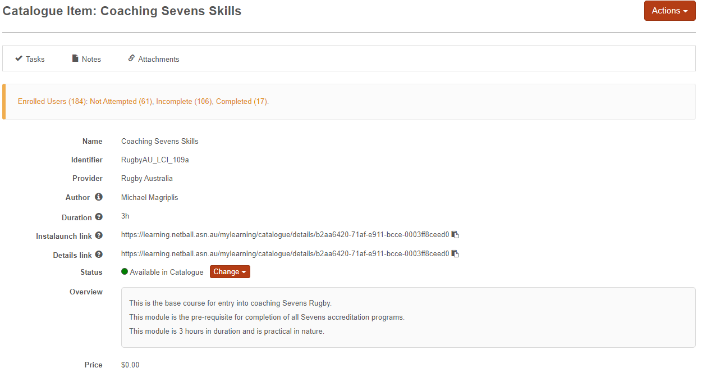 Catalogue Item: Coaching Sevens Skills
Actions
Tasks Notes Attachments
Enrolled Users (184): Not Attempted (61), Incomplete (106), Completed (17).
Name Coaching Sevens Skills
Identifier RugbyAU_LCI_109a
Provider Rugby Australia
Author Michael Magriplis
Duration 3h
Instalaunch link https://learning.netball.asn.au/mylearning/catalogue/details/b2aa6420-71af-e911-bcce-0003ff8ceed0
Details link https://learning.netball.asn.au/mylearning/catalogue/details/b2aa6420-71af-e911-bcce-0003ff8ceed0
Status Available in Catalogue Change
Overview
This is the base course for entry into coaching Sevens Rugby.
This module is the pre-requisite for completion of all Sevens accreditation programs.
This module is 3 hours in duration and is practical in nature.
Price $0.00